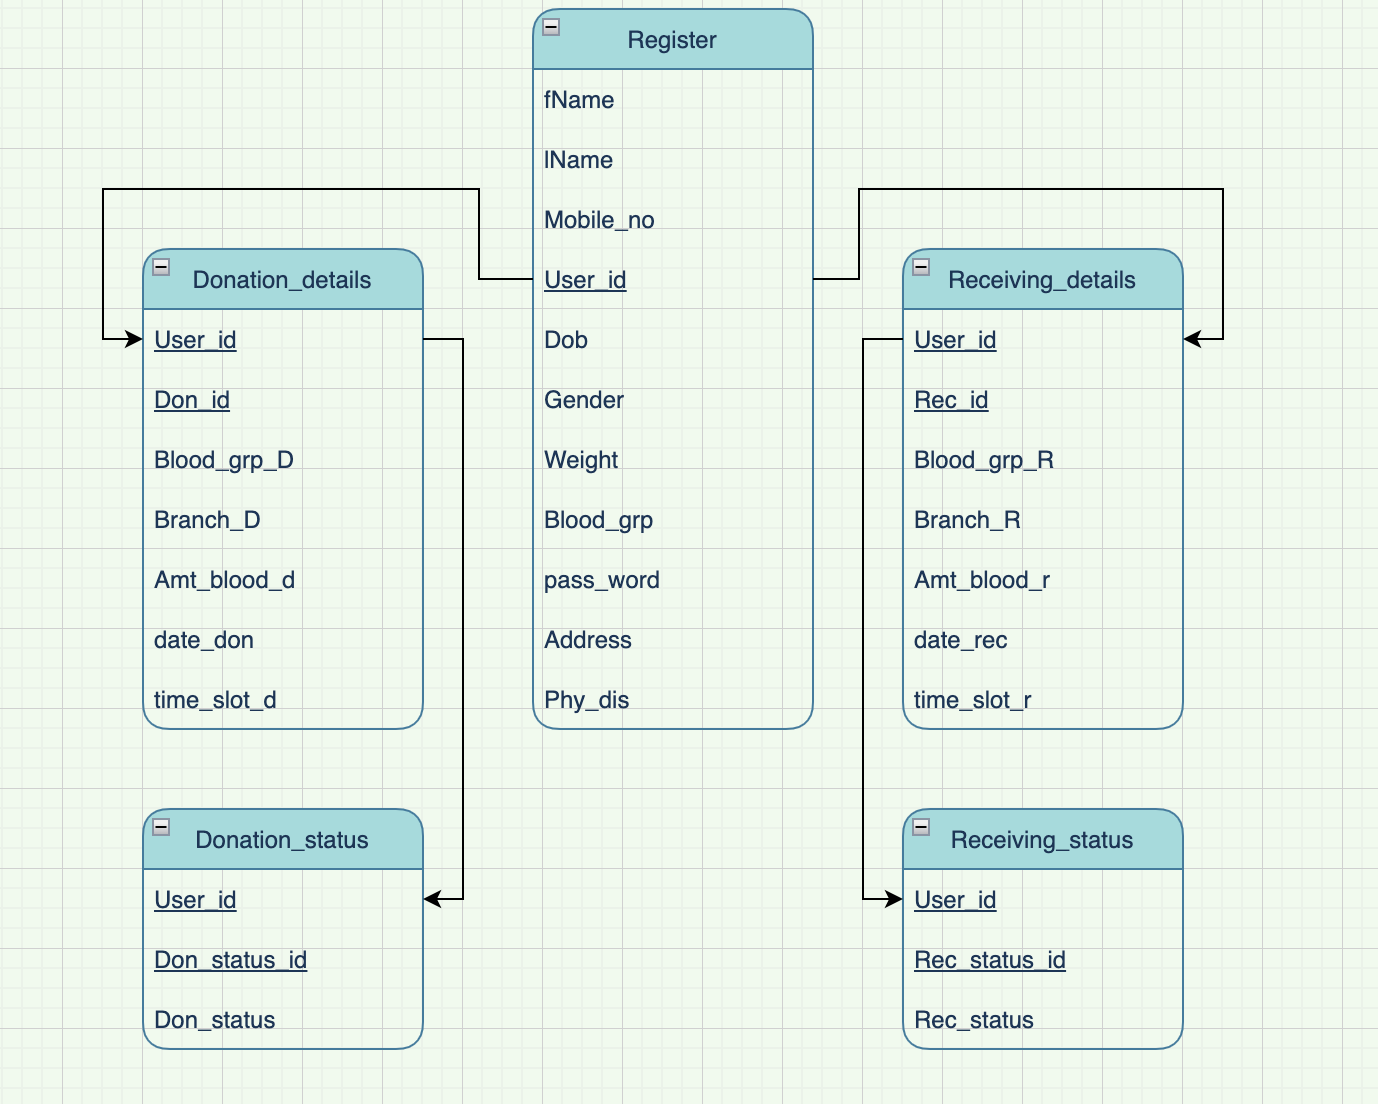 Register
fName
lName
Mobile_no
User_id
Dob
Gender
Weight
Blood_grp
pass_word
Address
Phy_dis
Donation_details
User_id
Don_id
Blood_grp_D
Branch_D
Amt_blood_d
date_don
time_slot_d
Receiving_details
User_id
Rec_id
Blood_grp_R
Branch_R
Amt_blood_r
date_rec
time_slot_r
Donation_status
User_id
Don_status_id
Don_status
Receiving_status
User_id
Rec_status_id
Rec_status